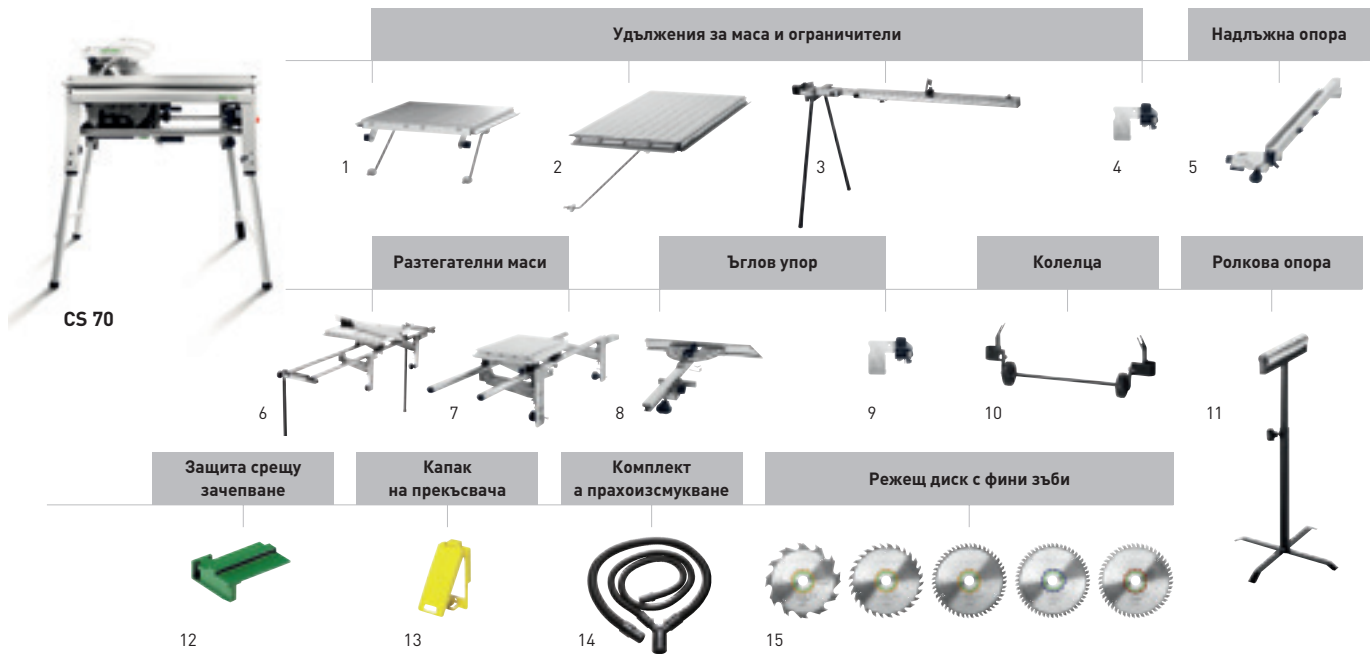 Удължения за маса и ограничители
Надлъжна опора
1
2
3
4
5
CS 70
Разтегателни маси
Ъглов упор
Колелца
Ролкова опора
6
7
8
9
10
11
Защита срещу
зачепване
Капак
на прекъсвача
Комплект
а прахоизсмукване
Режещ диск с фини зъби
12
13
14
15